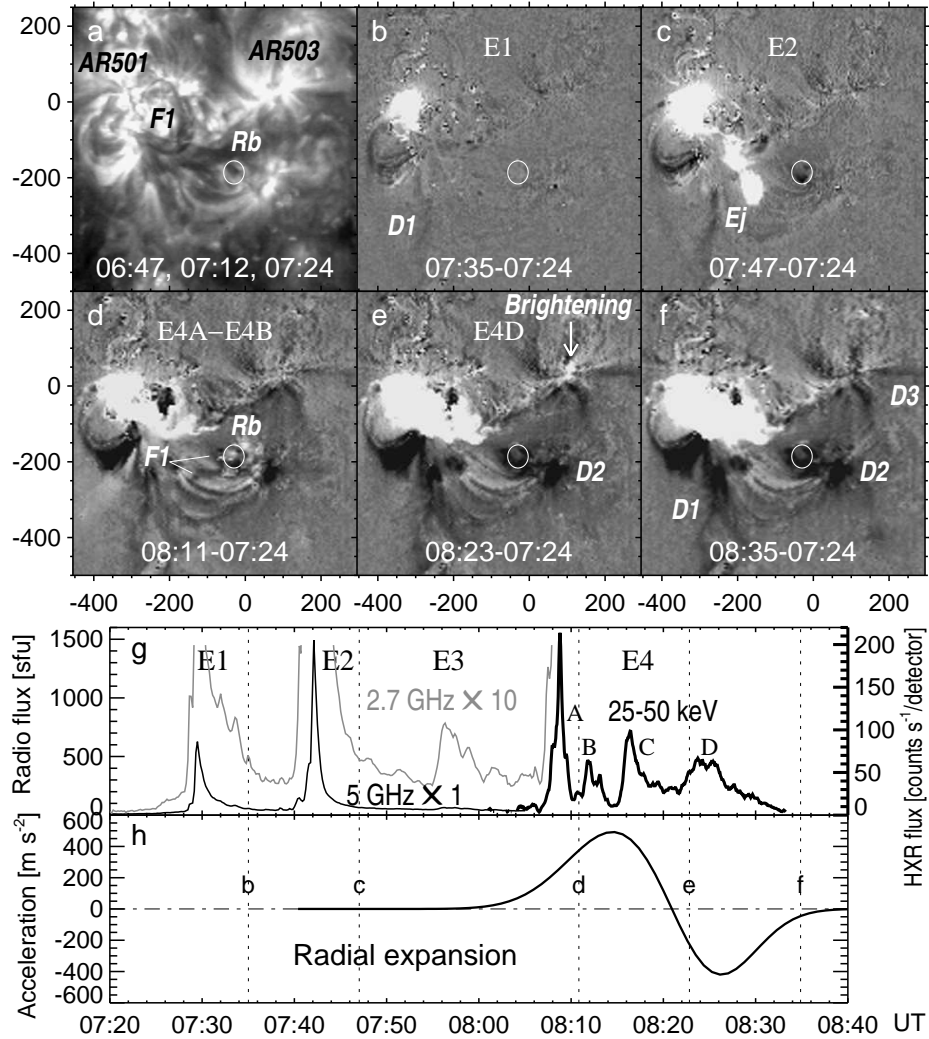 200
0
-200
-400
a
AR501
AR503
F1
Rb
06:47, 07:12, 07:24
b
E1
D1
07:35-07:24
c
E2
Ej
07:47-07:24
200
0
-200
-400
d
E4A–E4B
Rb
F1
08:11-07:24
e
E4D
Brightening
D2
08:23-07:24
f
D3
D2
D1
08:35-07:24
-400 -200 0 200
-400 -200 0 200
-400 -200 0 200
Radio flux [sfu]
1500
1000
500
0
g
E1
E2
E3
E4
2.7 GHz X 10
25-50 keV
5 GHz X 1
A
B
C
D
200
150
100
50
0
HXR flux [counts s⁻¹/detector]
Acceleration [m s⁻²]
600
400
200
0
-200
-400
-600
h
b
c
d
e
f
Radial expansion
07:20 07:30 07:40 07:50 08:00 08:10 08:20 08:30 08:40 UT